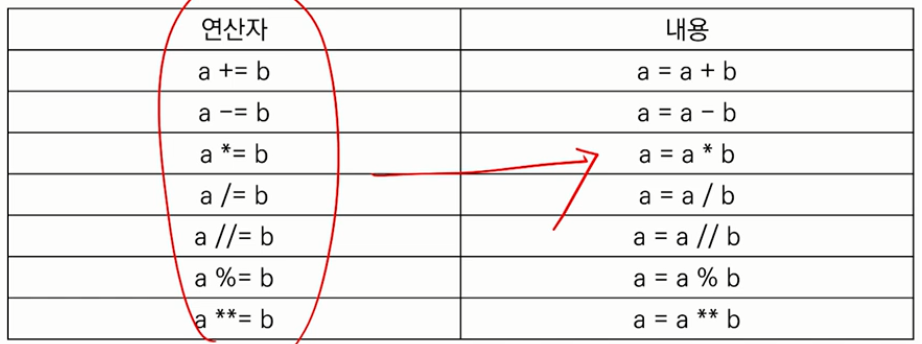 연산자 내용
a += b a = a + b
a −= b a = a − b
a *= b a = a * b
a /= b a = a / b
a //= b a = a // b
a %= b a = a % b
a **= b a = a ** b